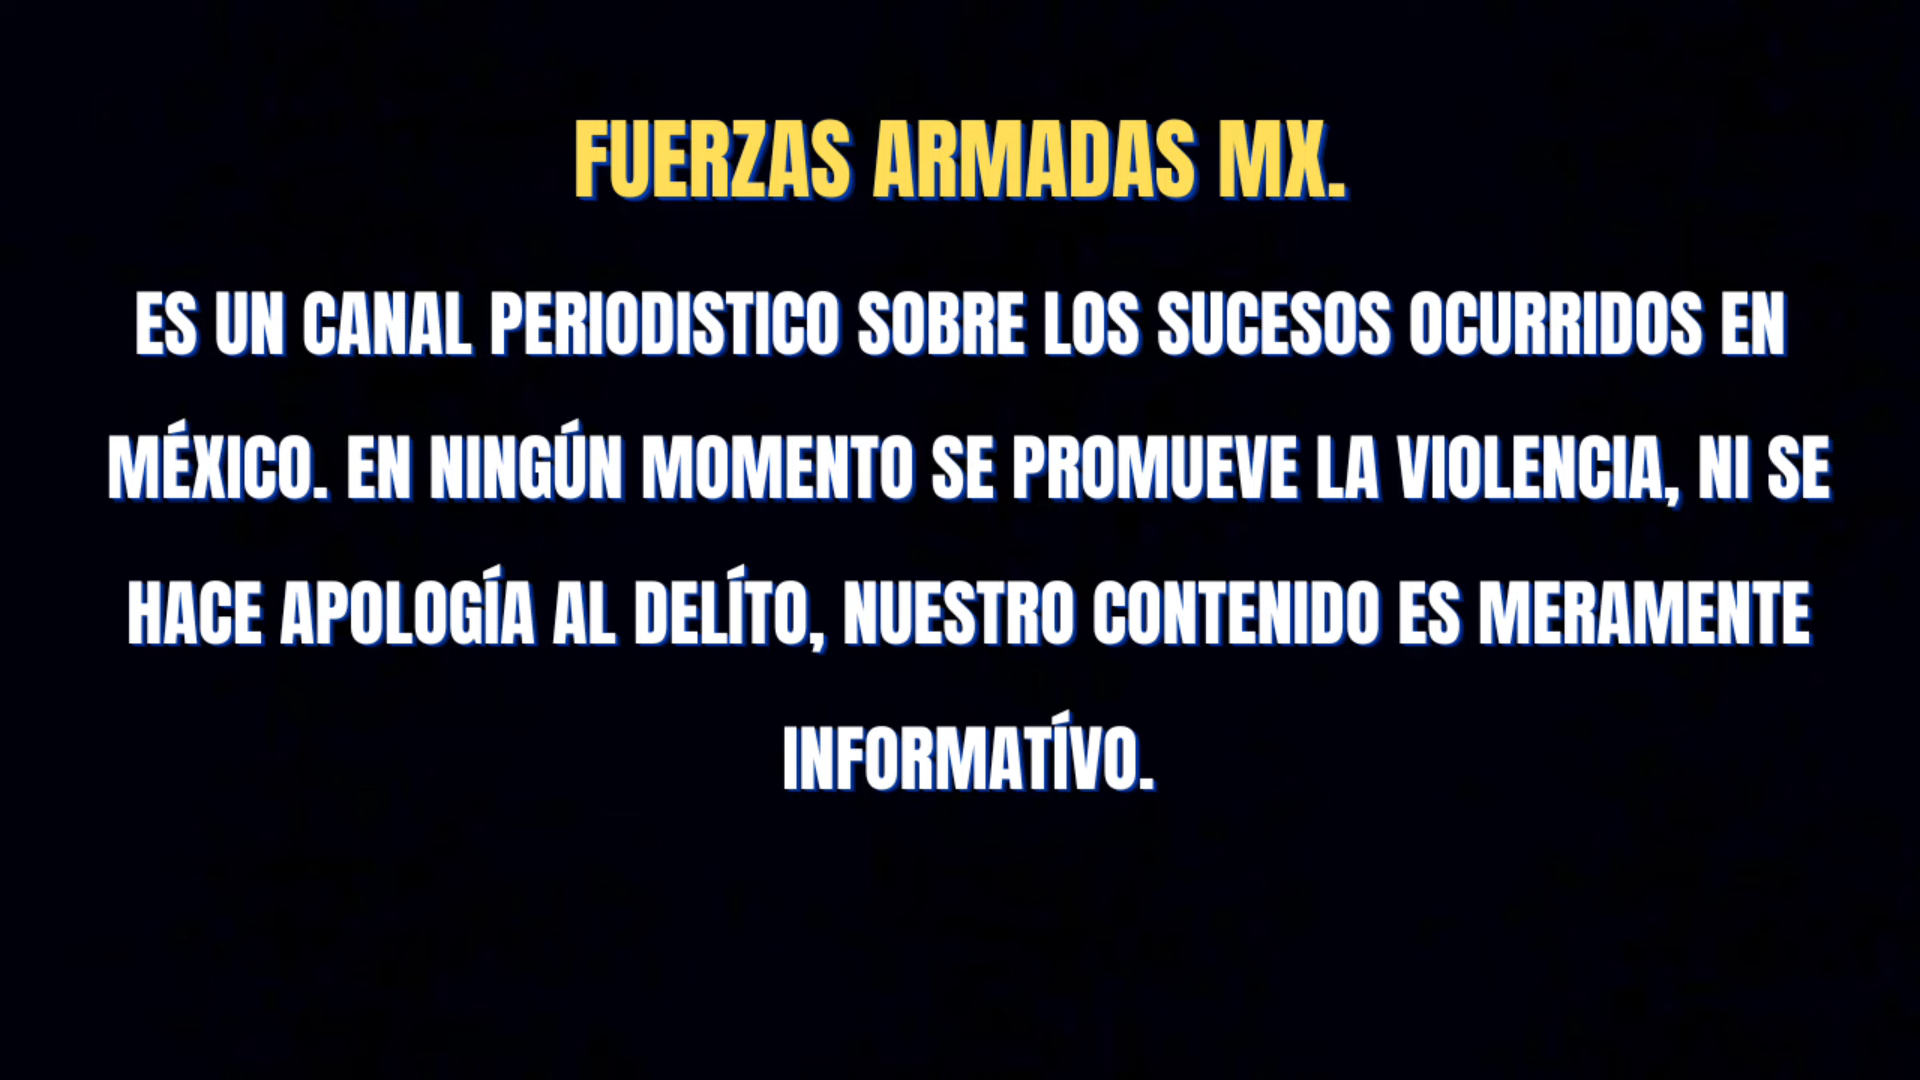 FUERZAS ARMADAS MX.
ES UN CANAL PERIODISTICO SOBRE LOS SUCESOS OCURRIDOS EN
MÉXICO. EN NINGÚN MOMENTO SE PROMUEVE LA VIOLENCIA, NI SE
HACE APOLOGÍA AL DELÍTO, NUESTRO CONTENIDO ES MERAMENTE
INFORMATÍVO.